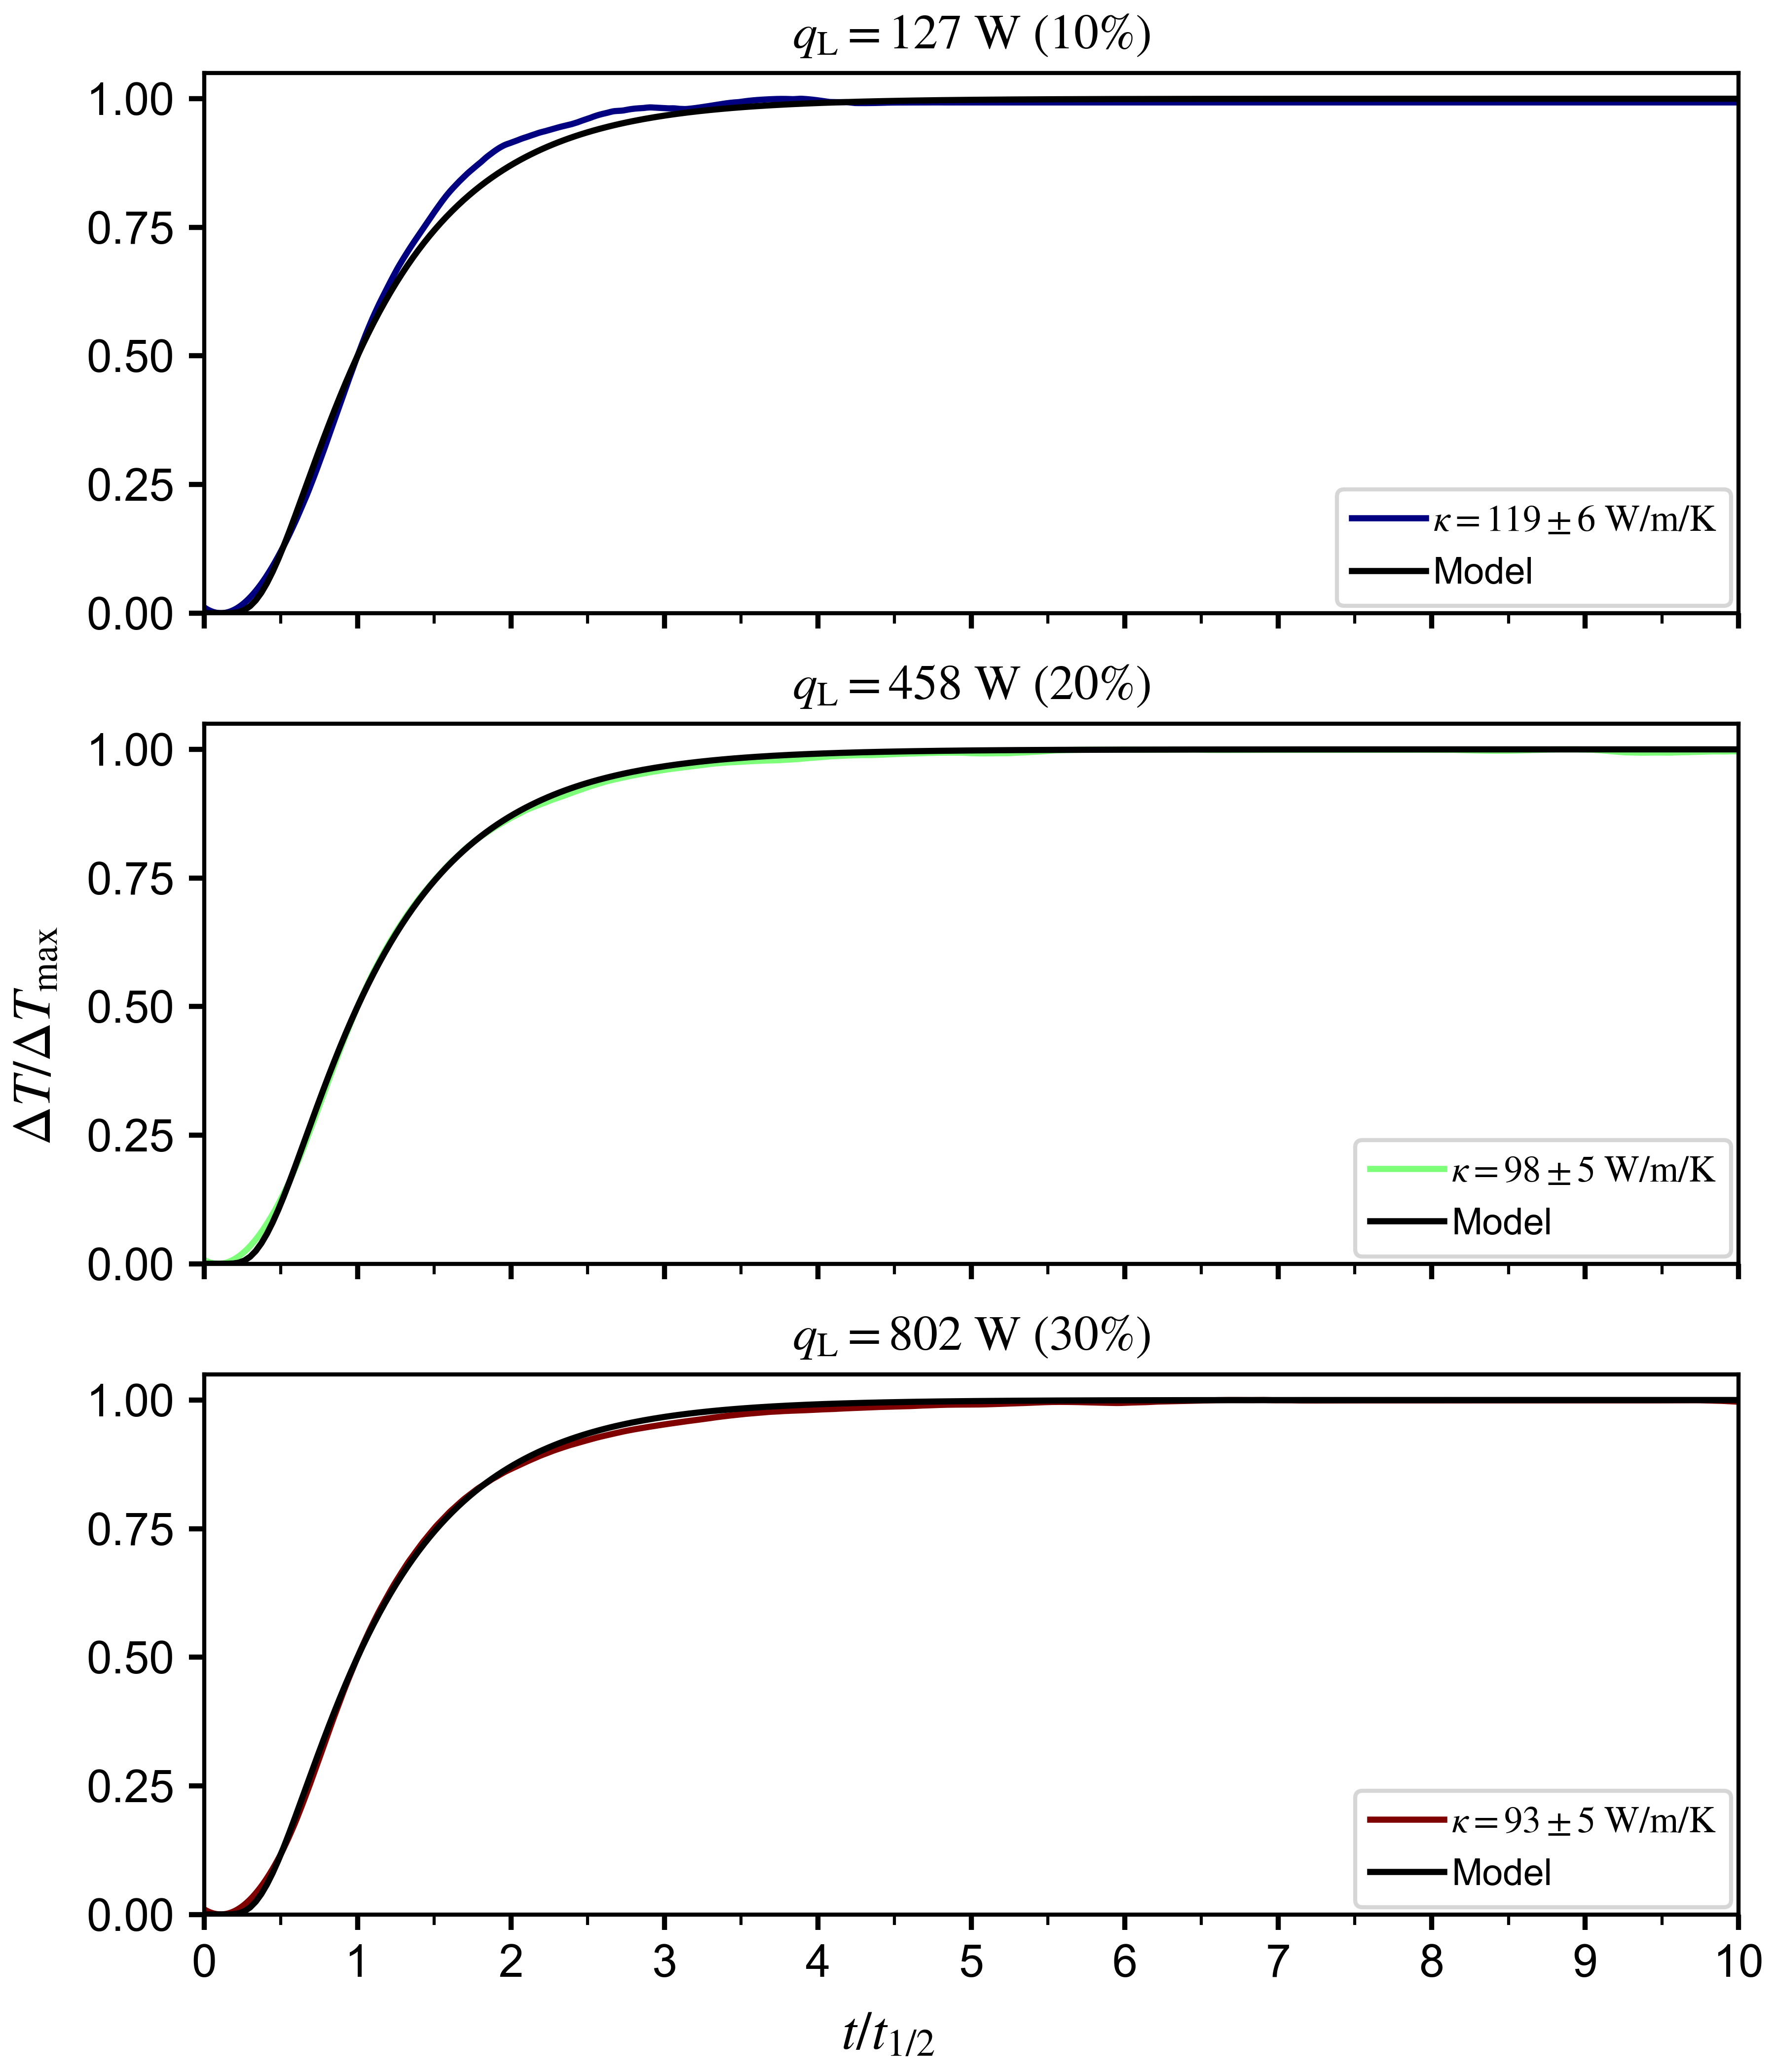 q_L = 127 W (10%)
1.00
0.75
0.50
0.25
0.00
κ = 119 ± 6 W/m/K
Model
q_L = 458 W (20%)
1.00
0.75
0.50
0.25
0.00
κ = 98 ± 5 W/m/K
Model
ΔT/ΔT_max
q_L = 802 W (30%)
1.00
0.75
0.50
0.25
0.00
κ = 93 ± 5 W/m/K
Model
0 1 2 3 4 5 6 7 8 9 10
t/t_1/2